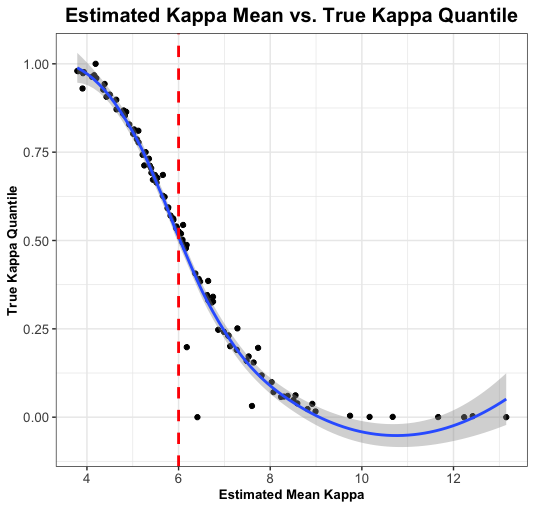 Estimated Kappa Mean vs. True Kappa Quantile
True Kappa Quantile
1.00
0.75
0.50
0.25
0.00
4 6 8 10 12
Estimated Mean Kappa